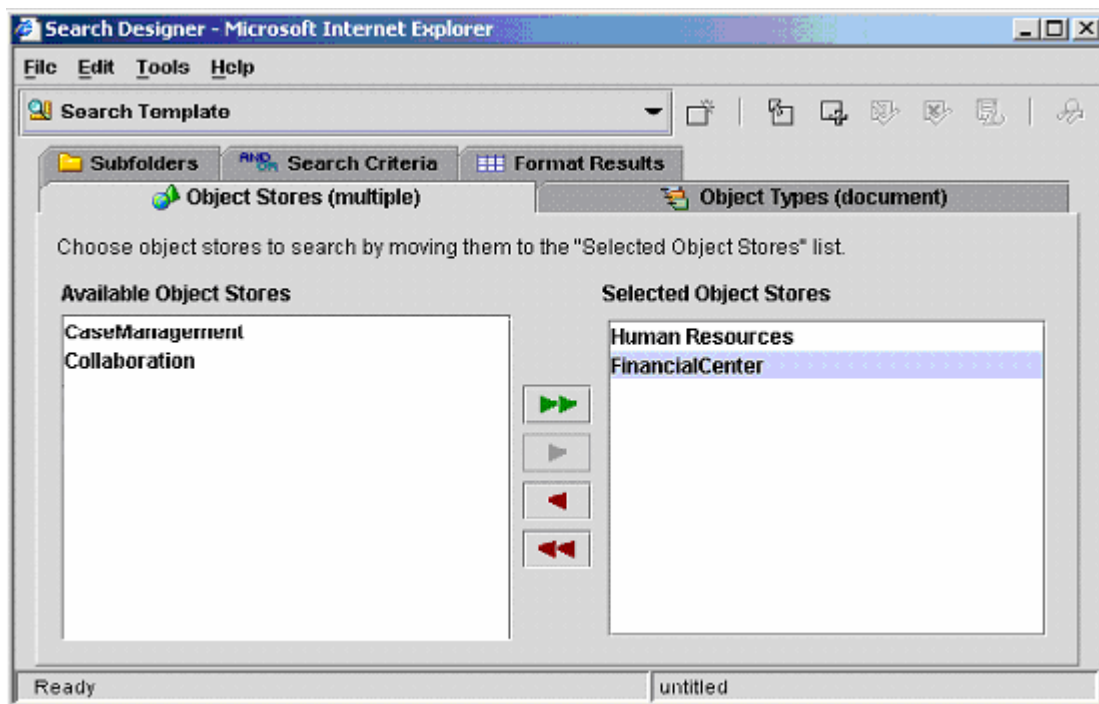 Search Designer - Microsoft Internet Explorer
File Edit Tools Help
Search Template
Subfolders AND OR Search Criteria Format Results
Object Stores (multiple) Object Types (document)
Choose object stores to search by moving them to the "Selected Object Stores" list.
Available Object Stores Selected Object Stores
CaseManagement Human Resources
Collaboration FinancialCenter
Ready untitled